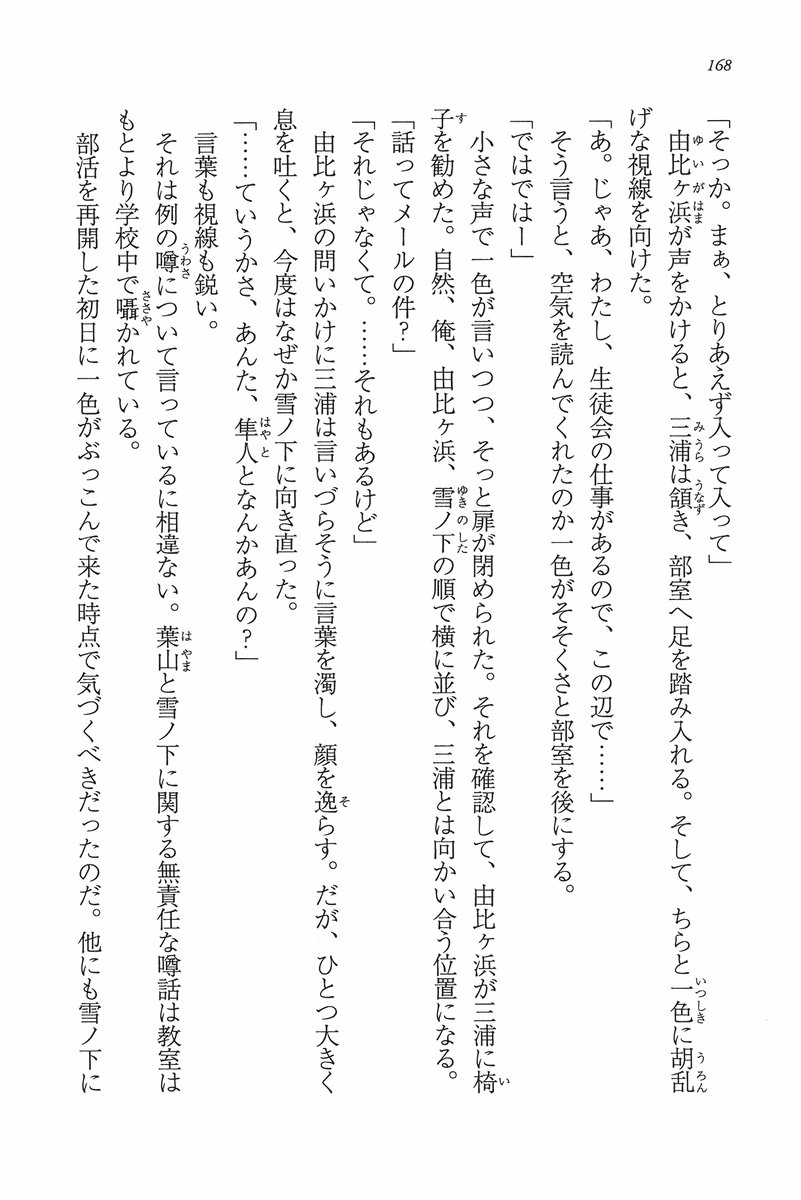 168
「そっか。まぁ、とりあえず入って入って」
由比ヶ浜が声をかけると、三浦は頷き、部室へ足を踏み入れる。そして、ちらと一色に胡乱
げな視線を向けた。
「あ。じゃあ、わたし、生徒会の仕事があるので、この辺で……」
そう言うと、空気を読んでくれたのか一色がそそくさと部室を後にする。
「ではではー」
小さな声で一色が言いつつ、そっと扉が閉められた。それを確認して、由比ヶ浜が三浦に椅
子を勧めた。自然、俺、由比ヶ浜、雪ノ下の順で横に並び、三浦とは向かい合う位置になる。
「話ってメールの件？」
「それじゃなくて。……それもあるけど」
由比ヶ浜の問いかけに三浦は言いづらそうに言葉を濁し、顔を逸らす。だが、ひとつ大きく
息を吐くと、今度はなぜか雪ノ下に向き直った。
「……ていうかさ、あんた、隼人となんかあんの？」
言葉も視線も鋭い。
それは例の噂について言っているに相違ない。葉山と雪ノ下に関する無責任な噂話は教室は
もとより学校中で囁かれている。
部活を再開した初日に一色がぶっこんで来た時点で気づくべきだったのだ。他にも雪ノ下に